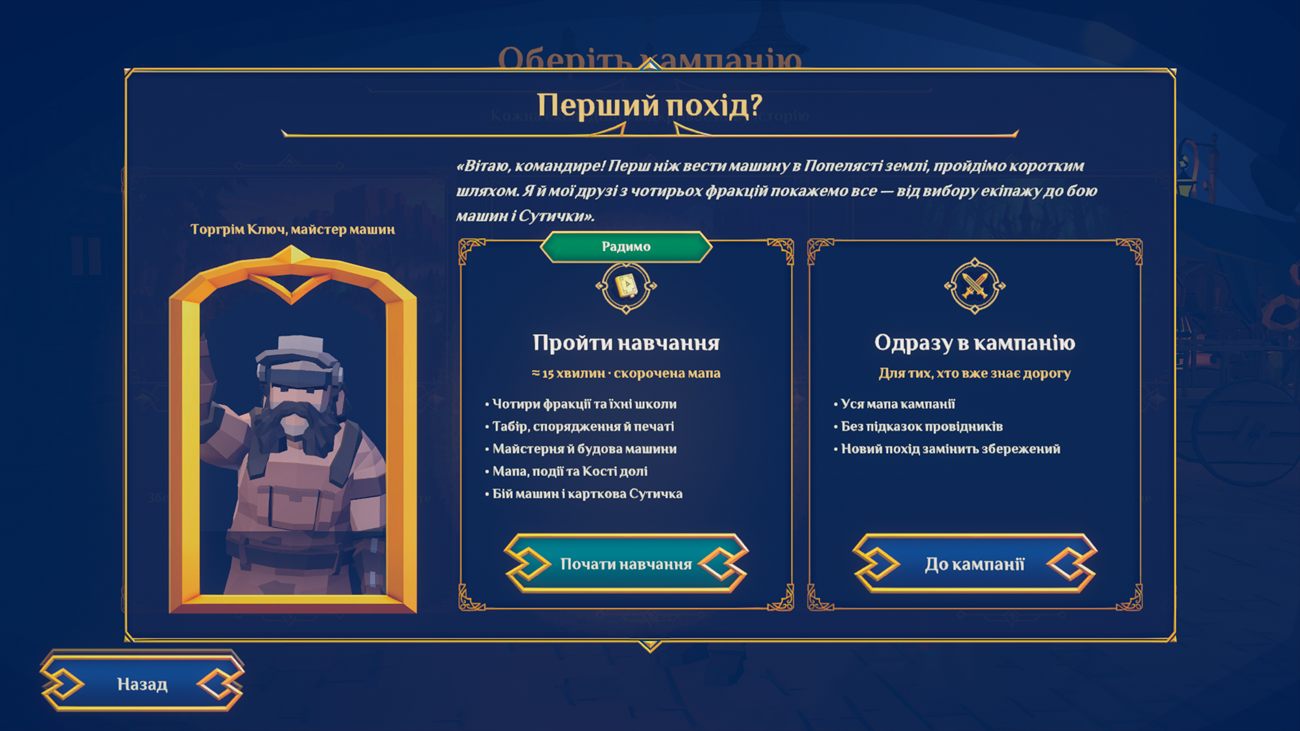 Оберіть кампанію
Перший похід?
«Вітаю, командире! Перш ніж вести машину в Попелясті землі, пройдімо коротким
шляхом. Я й мої друзі з чотирьох фракцій покажемо все — від вибору екіпажу до бою
машин і Сутички».
Торгрім Ключ, майстер машин
Радимо
Пройти навчання
≈ 15 хвилин · скорочена мапа
• Чотири фракції та їхні школи
• Табір, спорядження й печаті
• Майстерня й будова машини
• Мапа, події та Кості долі
• Бій машин і карткова Сутичка
Почати навчання
Одразу в кампанію
Для тих, хто вже знає дорогу
• Уся мапа кампанії
• Без підказок провідників
• Новий похід замінить збережений
До кампанії
Назад